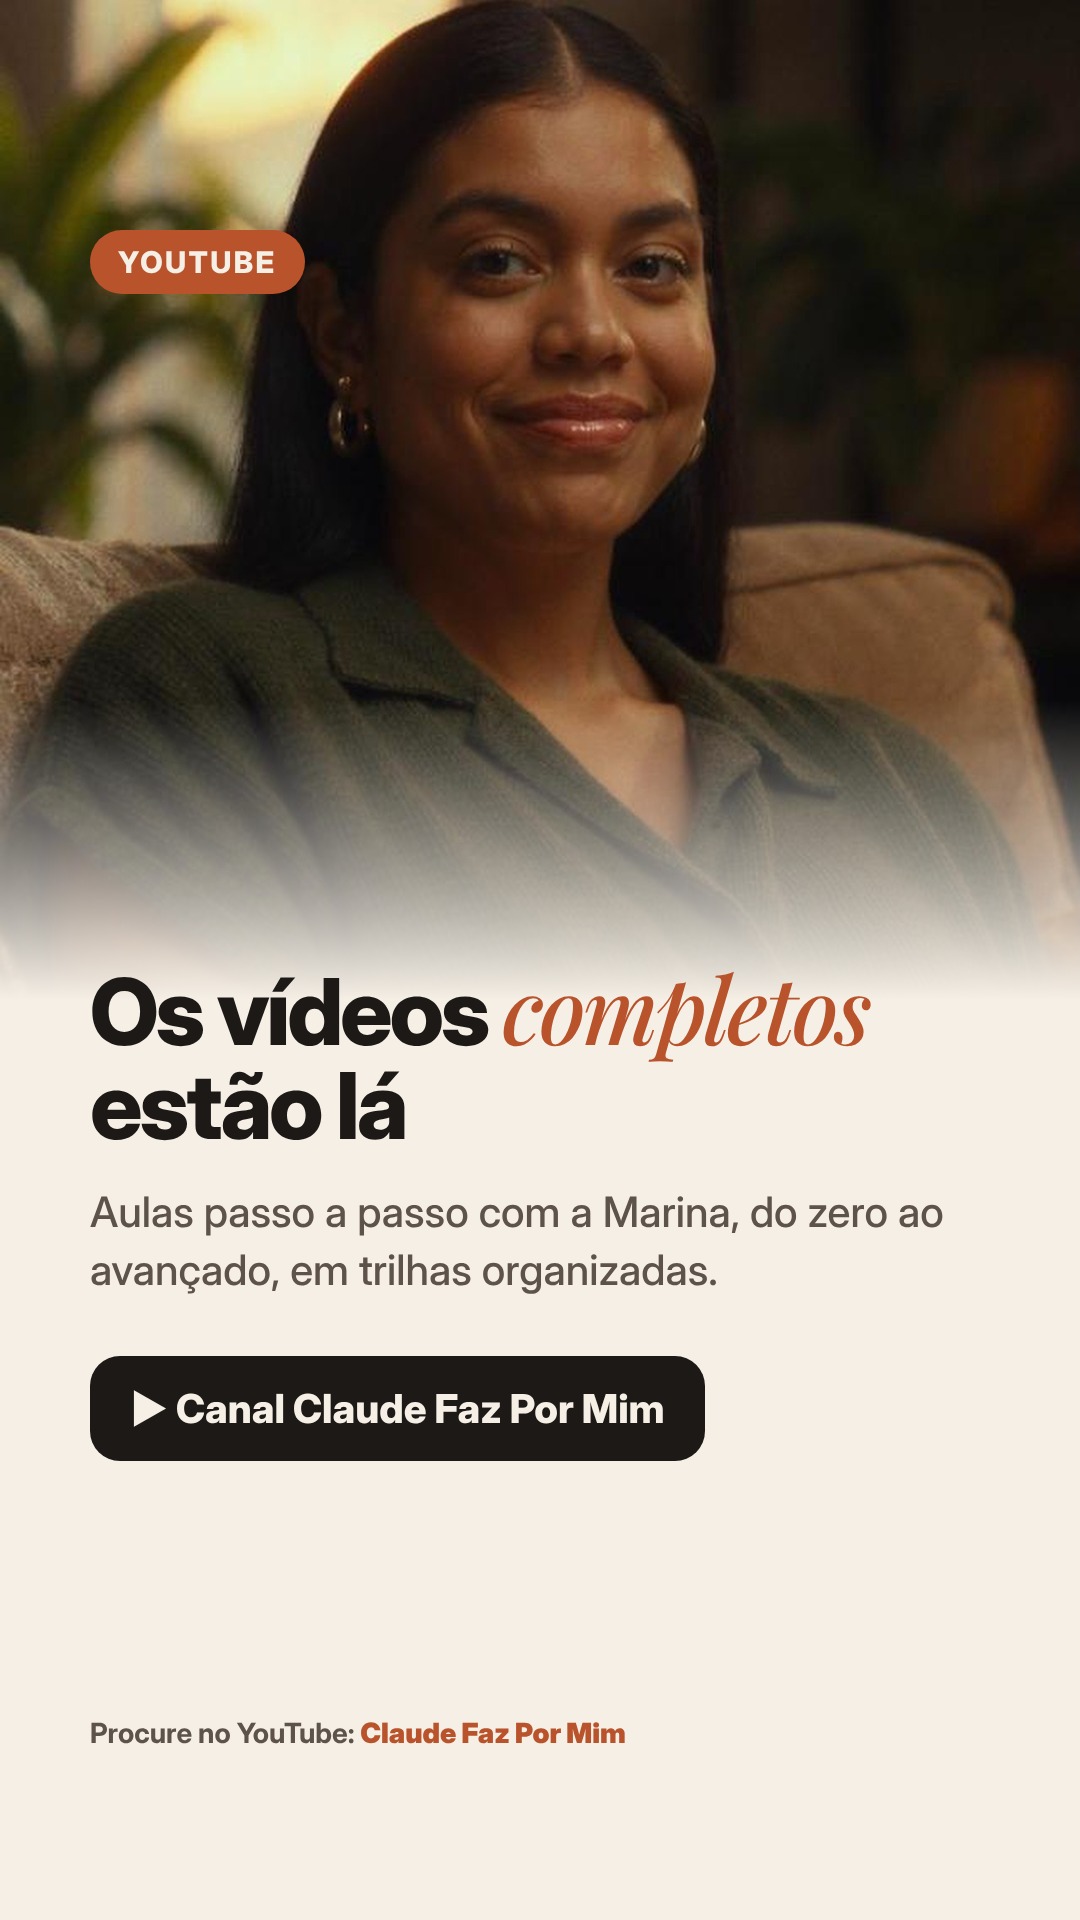 YOUTUBE
Os vídeos completos
estão lá
Aulas passo a passo com a Marina, do zero ao
avançado, em trilhas organizadas.
▶ Canal Claude Faz Por Mim
Procure no YouTube: Claude Faz Por Mim